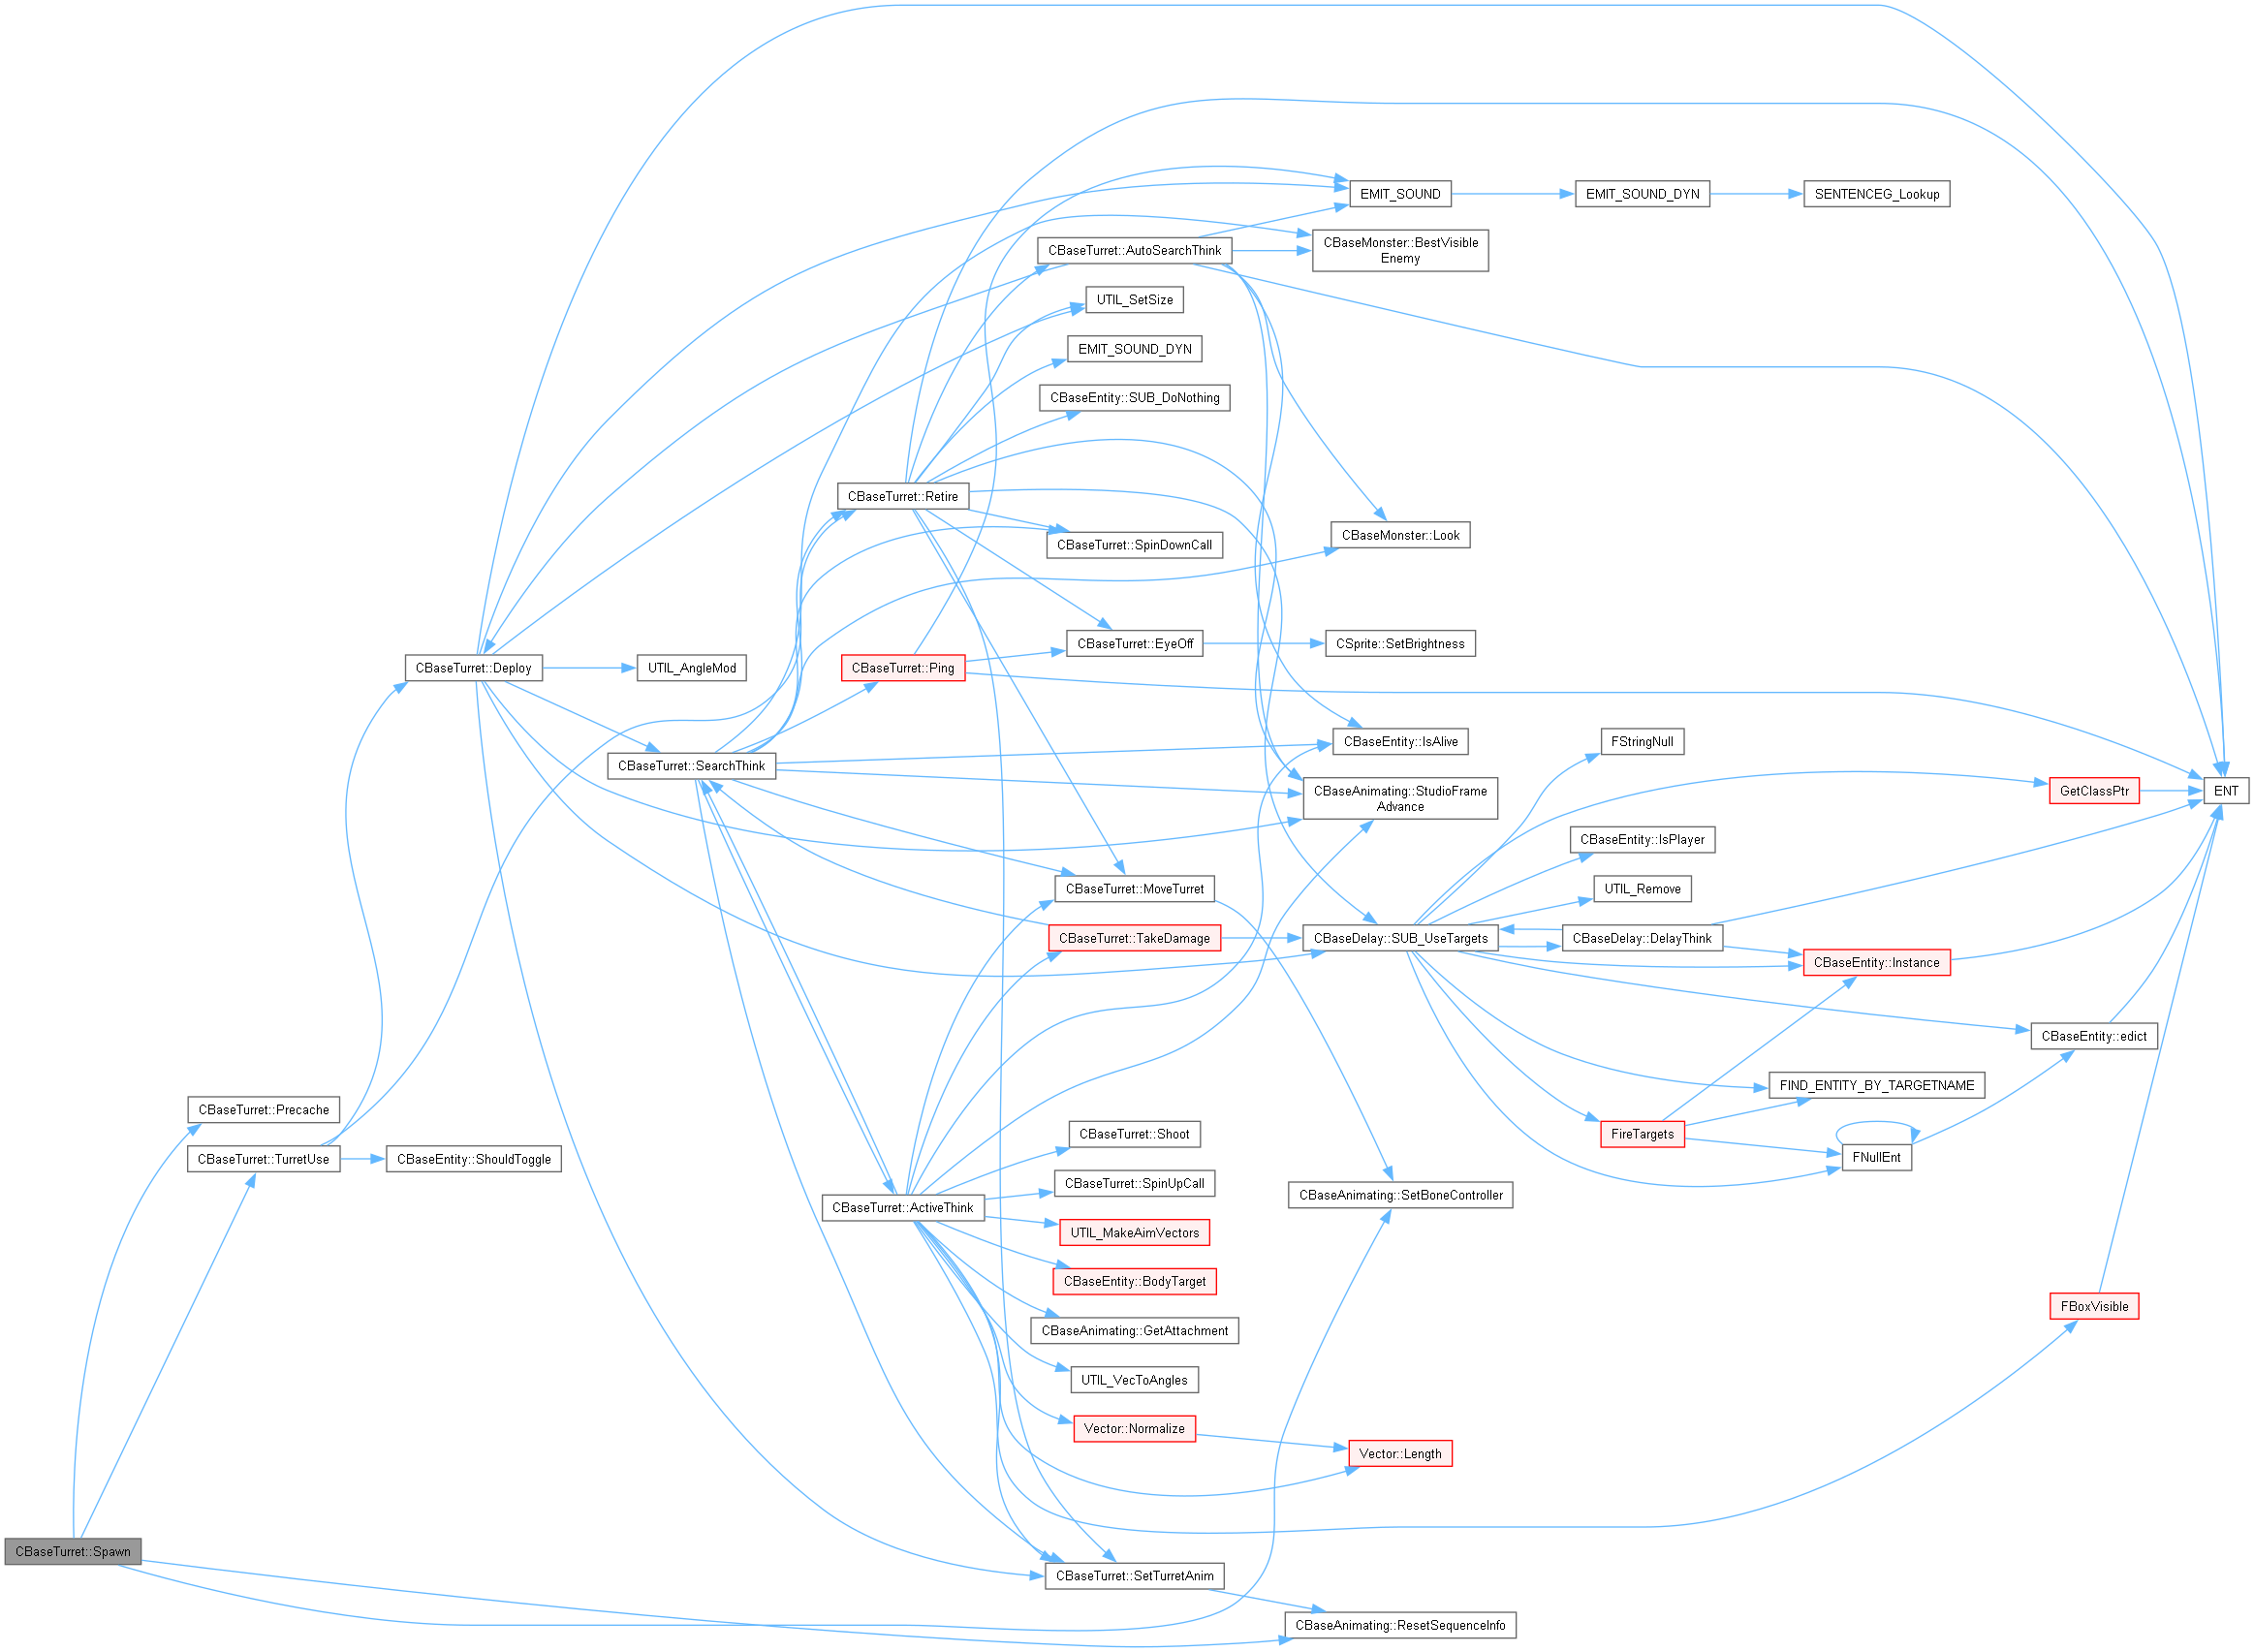 EMIT_SOUND
EMIT_SOUND_DYN
SENTENCEG_Lookup
CBaseTurret::AutoSearchThink
CBaseMonster::BestVisible
Enemy
UTIL_SetSize
EMIT_SOUND_DYN
CBaseEntity::SUB_DoNothing
CBaseTurret::Retire
CBaseMonster::Look
CBaseTurret::SpinDownCall
CBaseTurret::EyeOff
CSprite::SetBrightness
CBaseTurret::Deploy
UTIL_AngleMod
CBaseTurret::Ping
CBaseEntity::IsAlive
FStringNull
CBaseTurret::SearchThink
CBaseAnimating::StudioFrame
Advance
GetClassPtr
ENT
CBaseEntity::IsPlayer
CBaseTurret::MoveTurret
UTIL_Remove
CBaseTurret::TakeDamage
CBaseDelay::SUB_UseTargets
CBaseDelay::DelayThink
CBaseEntity::Instance
CBaseEntity::edict
FIND_ENTITY_BY_TARGETNAME
CBaseTurret::Precache
CBaseTurret::Shoot
FireTargets
CBaseTurret::TurretUse
CBaseEntity::ShouldToggle
FNullEnt
CBaseTurret::SpinUpCall
CBaseAnimating::SetBoneController
CBaseTurret::ActiveThink
UTIL_MakeAimVectors
CBaseEntity::BodyTarget
FBoxVisible
CBaseAnimating::GetAttachment
UTIL_VecToAngles
Vector::Normalize
Vector::Length
CBaseTurret::Spawn
CBaseTurret::SetTurretAnim
CBaseAnimating::ResetSequenceInfo